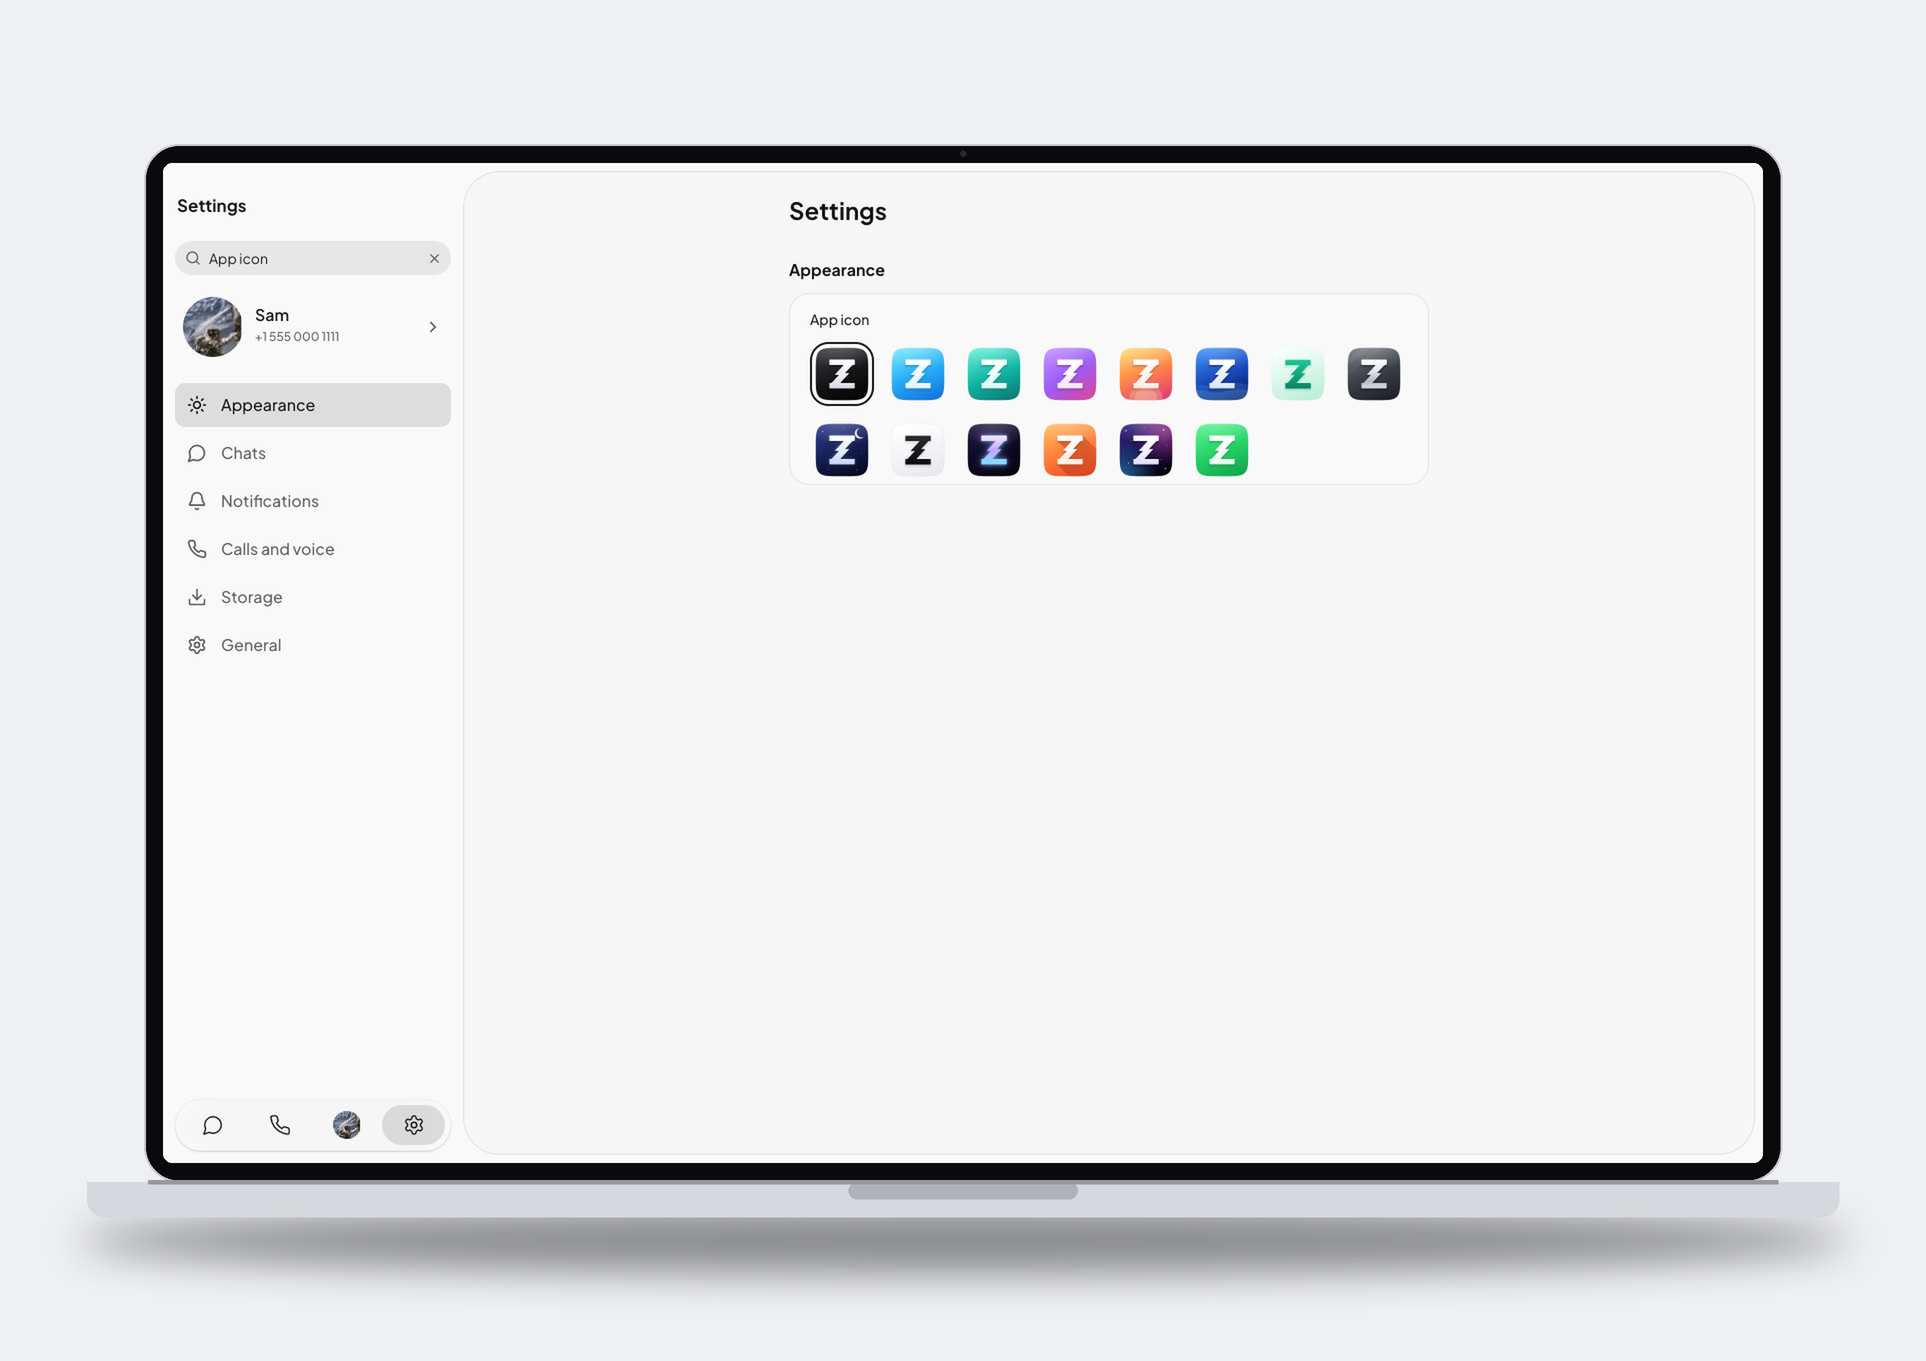 Settings
App icon
Sam
+1 555 000 1111
Appearance
Chats
Notifications
Calls and voice
Storage
General
Settings
Appearance
App icon
Z Z Z Z Z Z Z Z
Z Z Z Z Z Z